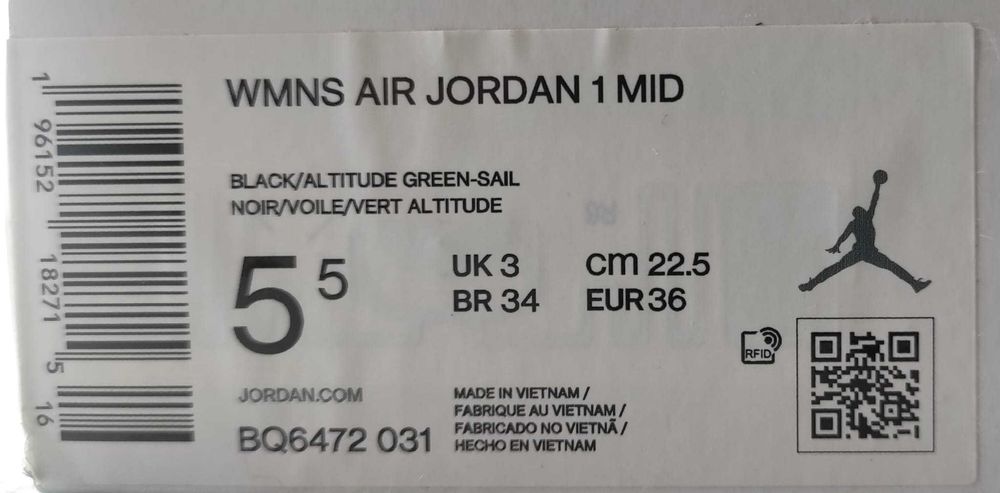 WMNS AIR JORDAN 1 MID
BLACK/ALTITUDE GREEN-SAIL
NOIR/VOILE/VERT ALTITUDE
5 5
UK 3 CM 22.5
BR 34 EUR 36
RFID
JORDAN.COM
BQ6472 031
MADE IN VIETNAM /
FABRIQUE AU VIETNAM /
FABRICADO NO VIETNÃ /
HECHO EN VIETNAM
1 96152 18271 5 16